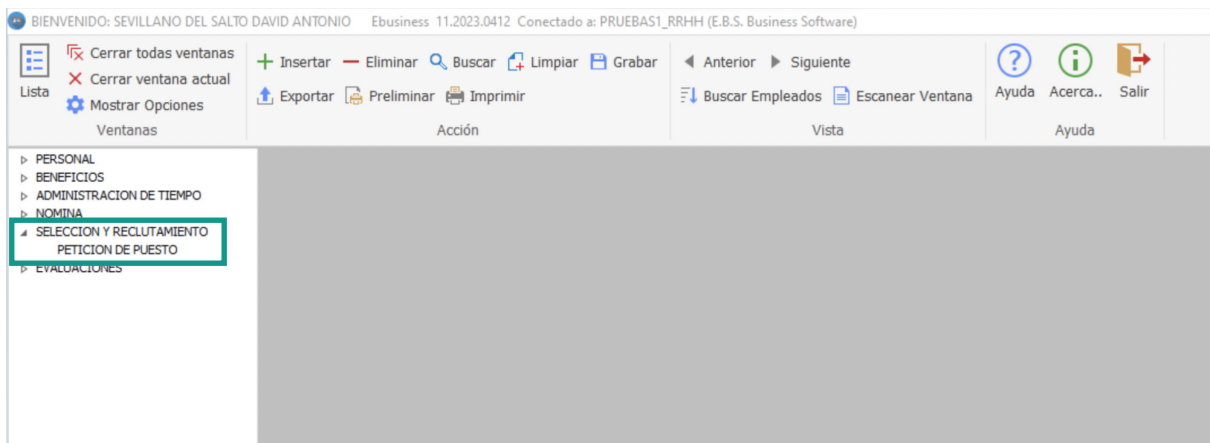 BIENVENIDO: SEVILLANO DEL SALTO DAVID ANTONIO Ebusiness 11.2023.0412 Conectado a: PRUEBAS1_RRHH (E.B.S. Business Software)
Lista
Cerrar todas ventanas
Cerrar ventana actual
Mostrar Opciones
Ventanas
Insertar Eliminar Buscar Limpiar Grabar
Exportar Preliminar Imprimir
Acción
Anterior Siguiente
Buscar Empleados Escanear Ventana
Vista
Ayuda Acerca.. Salir
Ayuda
PERSONAL
BENEFICIOS
ADMINISTRACION DE TIEMPO
NOMINA
SELECCION Y RECLUTAMIENTO
PETICION DE PUESTO
EVALUACIONES